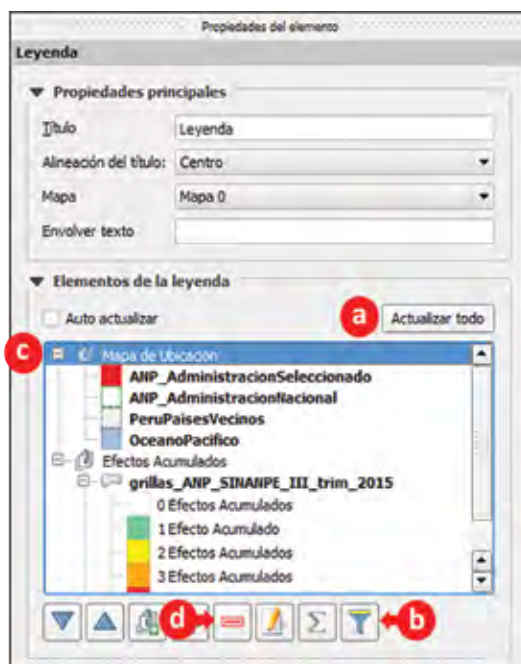 Propiedades del elemento
Leyenda
Propiedades principales
Título Leyenda
Alineación del título: Centro
Mapa Mapa 0
Envolver texto
Elementos de la leyenda
Auto actualizar a Actualizar todo
c Mapa de Ubicación
ANP_AdministracionSeleccionado
ANP_AdministracionNacional
PeruPaisesVecinos
OceanoPacifico
Efectos Acumulados
grillas_ANP_SINANPE_III_trim_2015
0 Efectos Acumulados
1 Efecto Acumulado
2 Efectos Acumulados
3 Efectos Acumulados
d Σ b